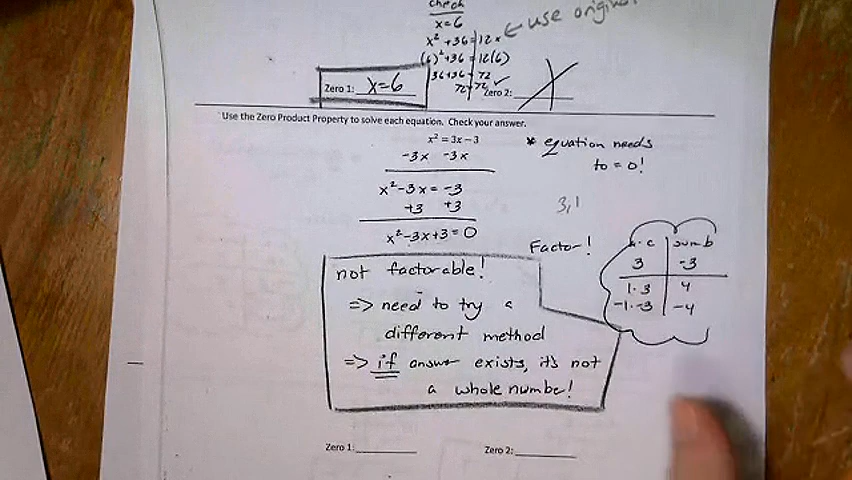 check
x=6
x² +36 = 12x ← use original
(6)² +36 = 12(6)
36+36 = 72
72 = 72 ✓
Zero 1: x=6
Zero 2:
Use the Zero Product Property to solve each equation. Check your answer.
x² = 3x − 3
-3x -3x
* equation needs
to = 0!
x²-3x = -3
+3 +3
3,1
x²-3x+3=0
Factor!
a·c sum b
3 -3
1·3 4
-1·-3 -4
not factorable!
=> need to try a
different method
=> if answer exists, it's not
a whole number!
Zero 1:
Zero 2: